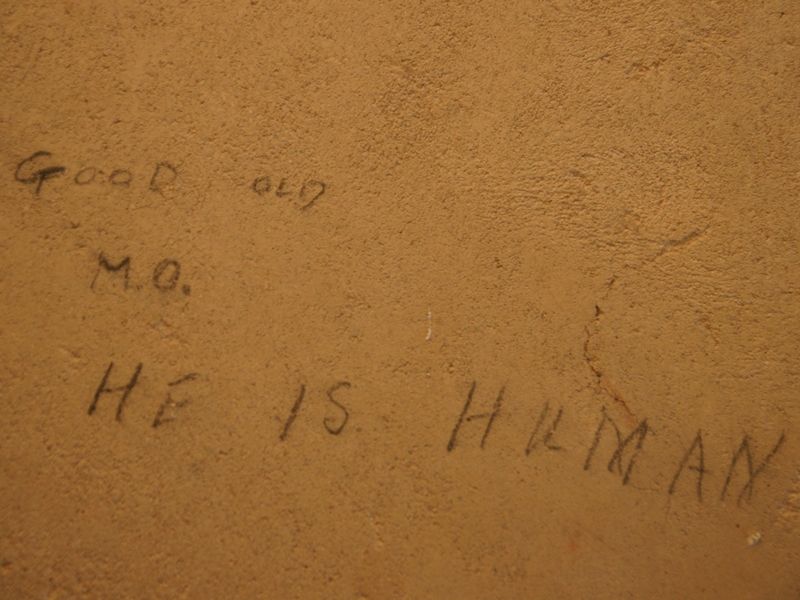 GOOD OLD
M.O.
HE IS HUMAN